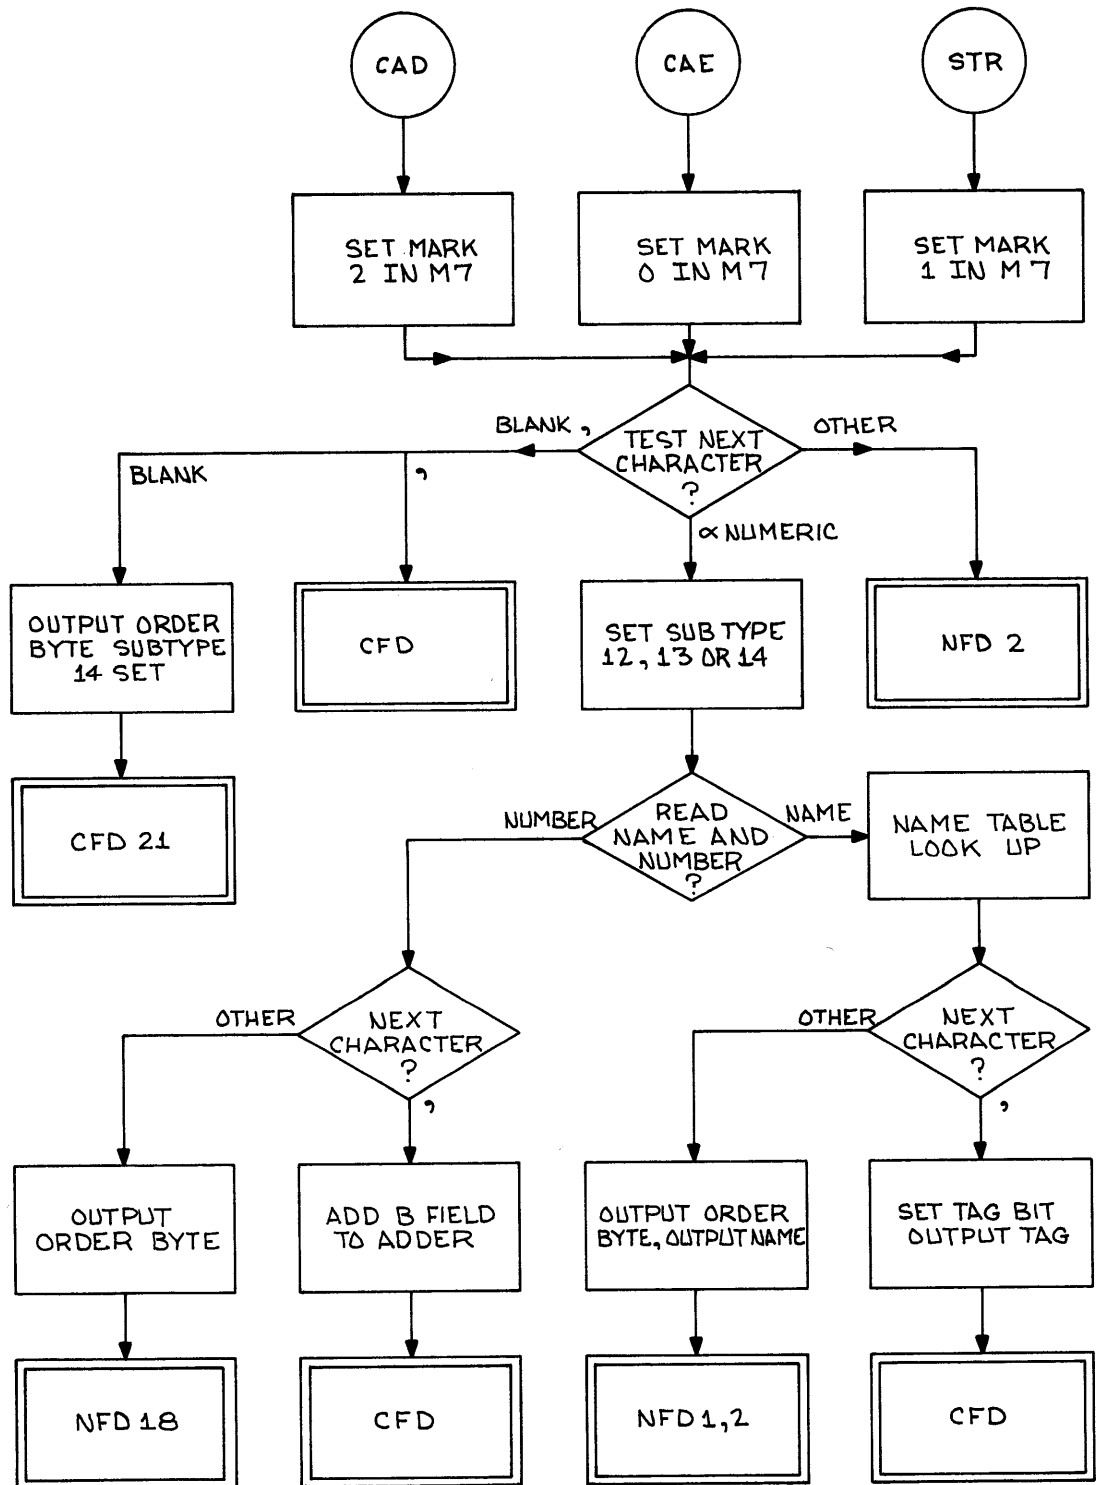 CAD
CAE
STR
SET MARK
2 IN M7
SET MARK
0 IN M7
SET MARK
1 IN M7
BLANK ,
TEST NEXT
CHARACTER
?
OTHER
BLANK
,
∝ NUMERIC
OUTPUT ORDER
BYTE SUBTYPE
14 SET
CFD
SET SUBTYPE
12, 13 OR 14
NFD 2
CFD 21
NUMBER
READ
NAME AND
NUMBER
?
NAME
NAME TABLE
LOOK UP
OTHER
NEXT
CHARACTER
?
,
OTHER
NEXT
CHARACTER
?
,
OUTPUT
ORDER BYTE
ADD B FIELD
TO ADDER
OUTPUT ORDER
BYTE, OUTPUT NAME
SET TAG BIT
OUTPUT TAG
NFD 18
CFD
NFD 1,2
CFD